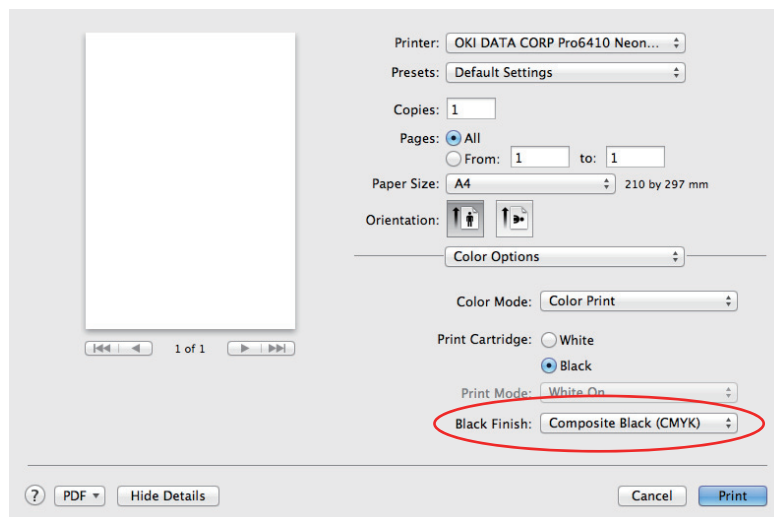 Printer: OKI DATA CORP Pro6410 Neon...
Presets: Default Settings
Copies: 1
Pages: All
From: 1 to: 1
Paper Size: A4 210 by 297 mm
Orientation:
Color Options
Color Mode: Color Print
1 of 1
Print Cartridge: White
Black
Print Mode: White On
Black Finish: Composite Black (CMYK)
? PDF Hide Details Cancel Print